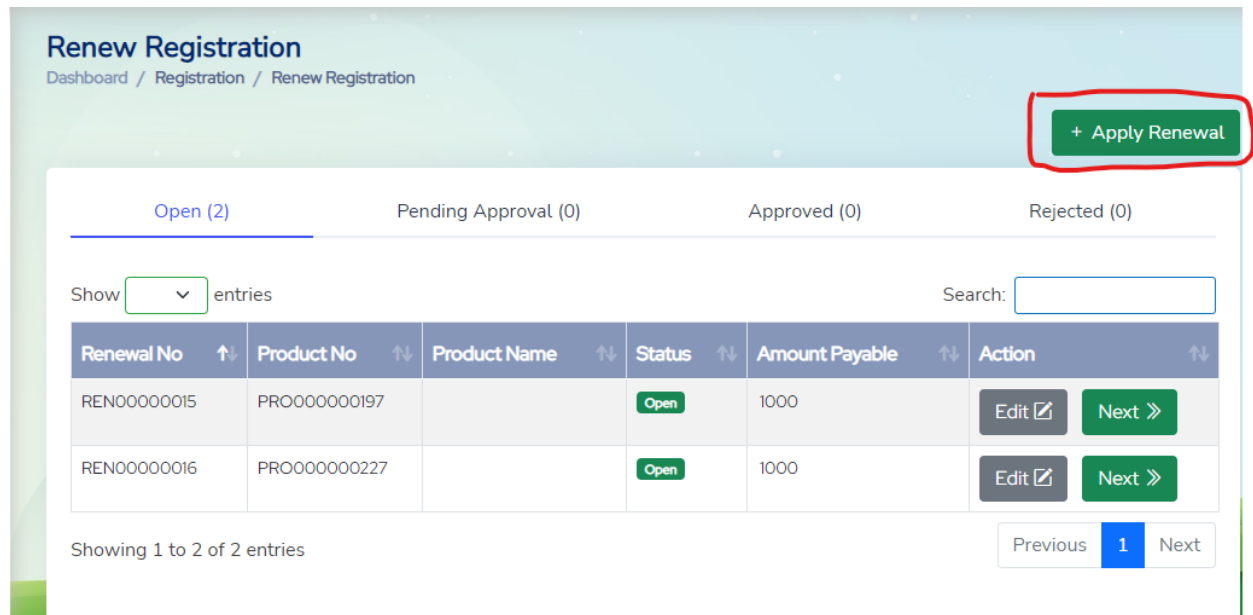 Renew Registration
Dashboard / Registration / Renew Registration
+ Apply Renewal
Open (2) Pending Approval (0) Approved (0) Rejected (0)
Show entries Search:
Renewal No Product No Product Name Status Amount Payable Action
REN00000015 PRO000000197 Open 1000 Edit Next
REN00000016 PRO000000227 Open 1000 Edit Next
Showing 1 to 2 of 2 entries Previous 1 Next